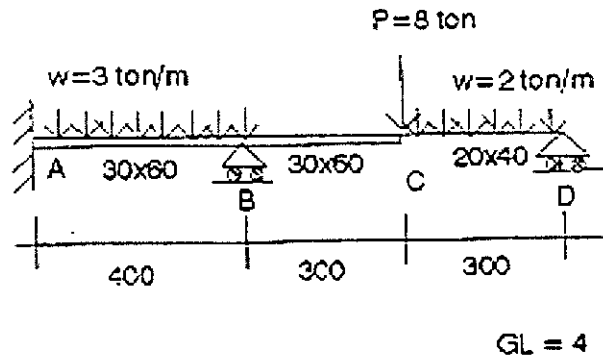 P=8 ton
w=3 ton/m
w=2 ton/m
A
30x60
B
30x60
C
20x40
D
400
300
300
GL = 4